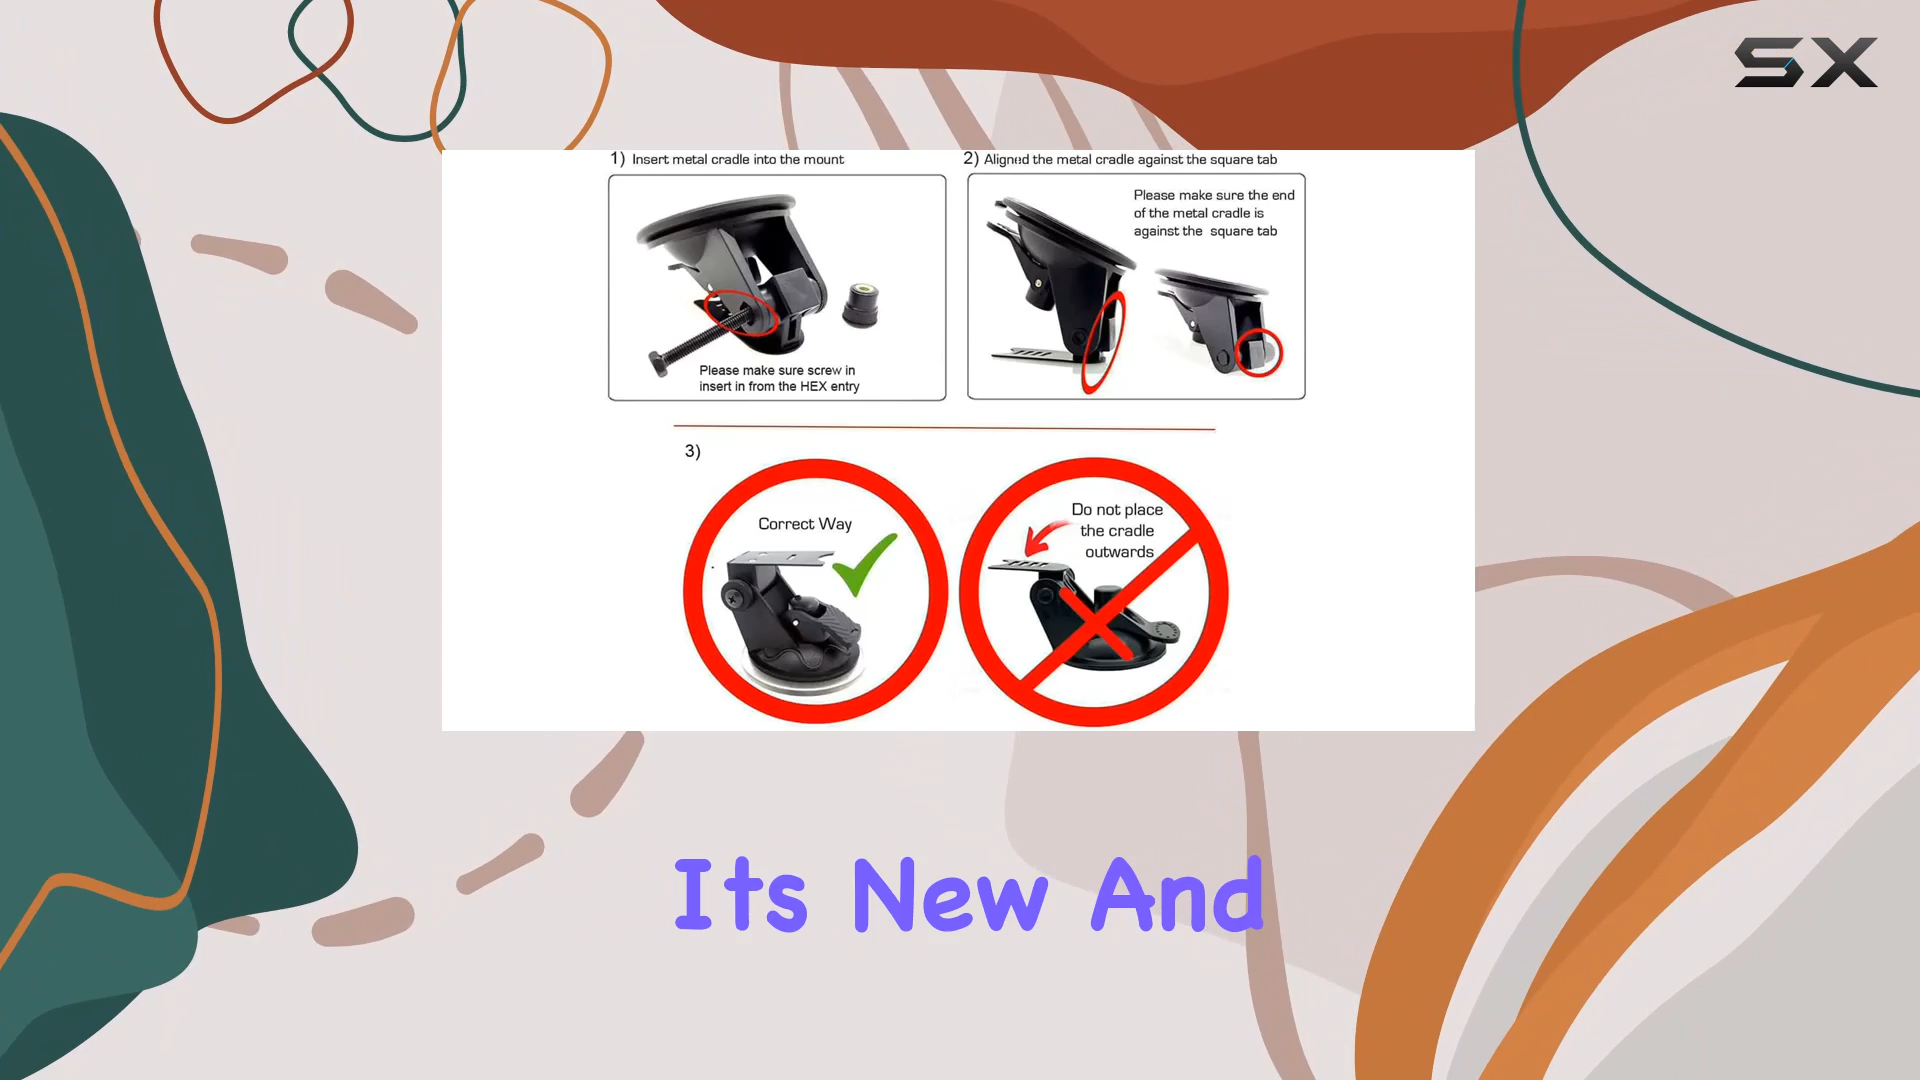 SX
1) Insert metal cradle into the mount
Please make sure screw in
insert in from the HEX entry
2) Aligned the metal cradle against the square tab
Please make sure the end
of the metal cradle is
against the square tab
3)
Correct Way
Do not place
the cradle
outwards
Its New And